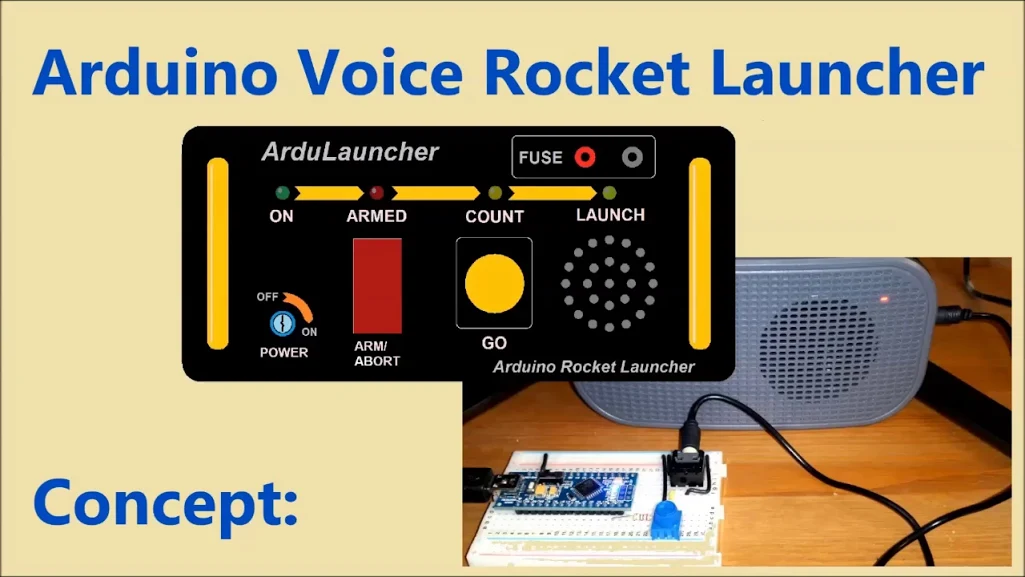 Arduino Voice Rocket Launcher
ArduLauncher
FUSE
ON
ARMED
COUNT
LAUNCH
OFF
ON
POWER
ARM/
ABORT
GO
Arduino Rocket Launcher
Concept: